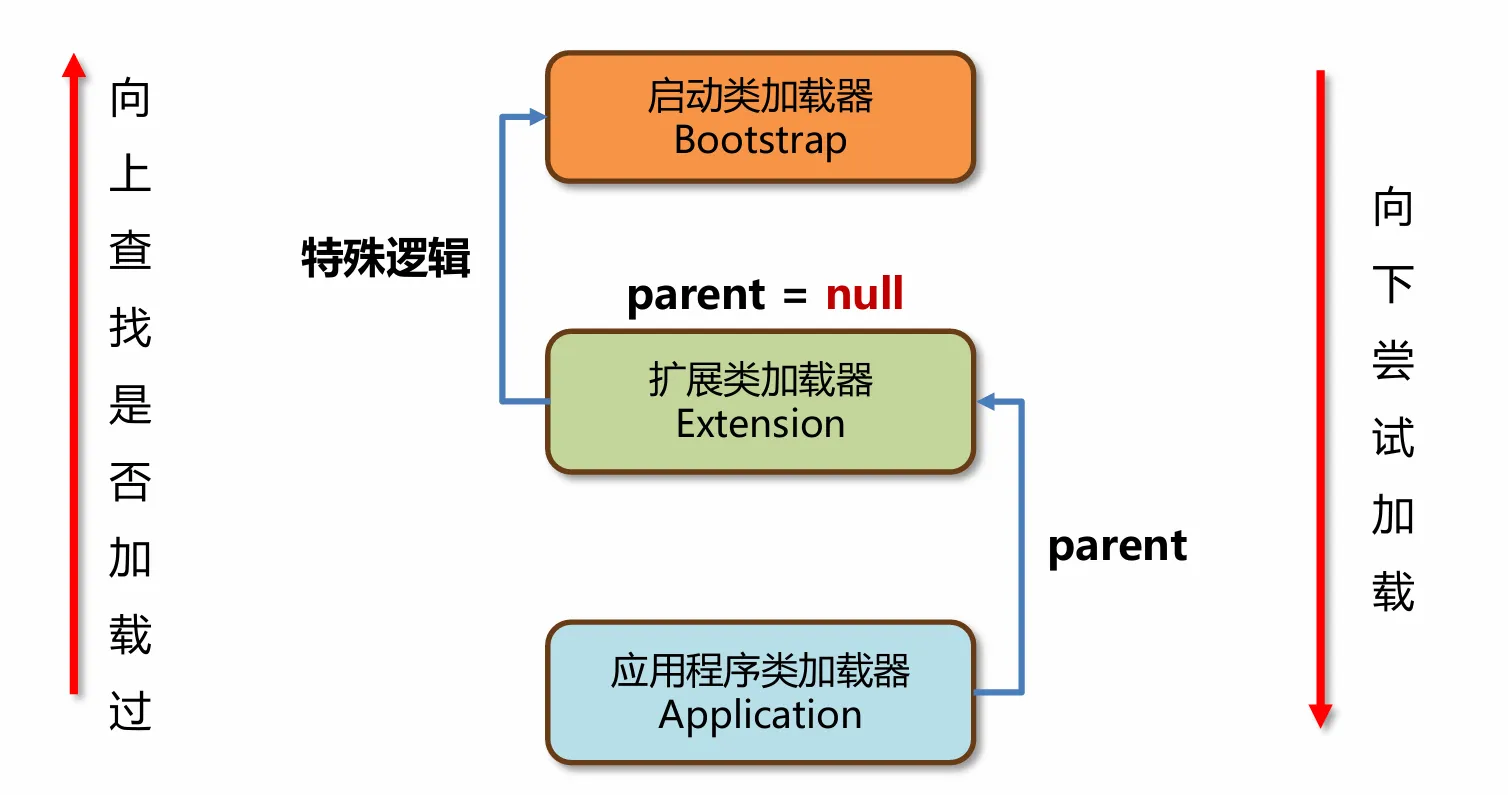 向上查找是否加载过
启动类加载器
Bootstrap
特殊逻辑
parent = null
扩展类加载器
Extension
parent
应用程序类加载器
Application
向下尝试加载